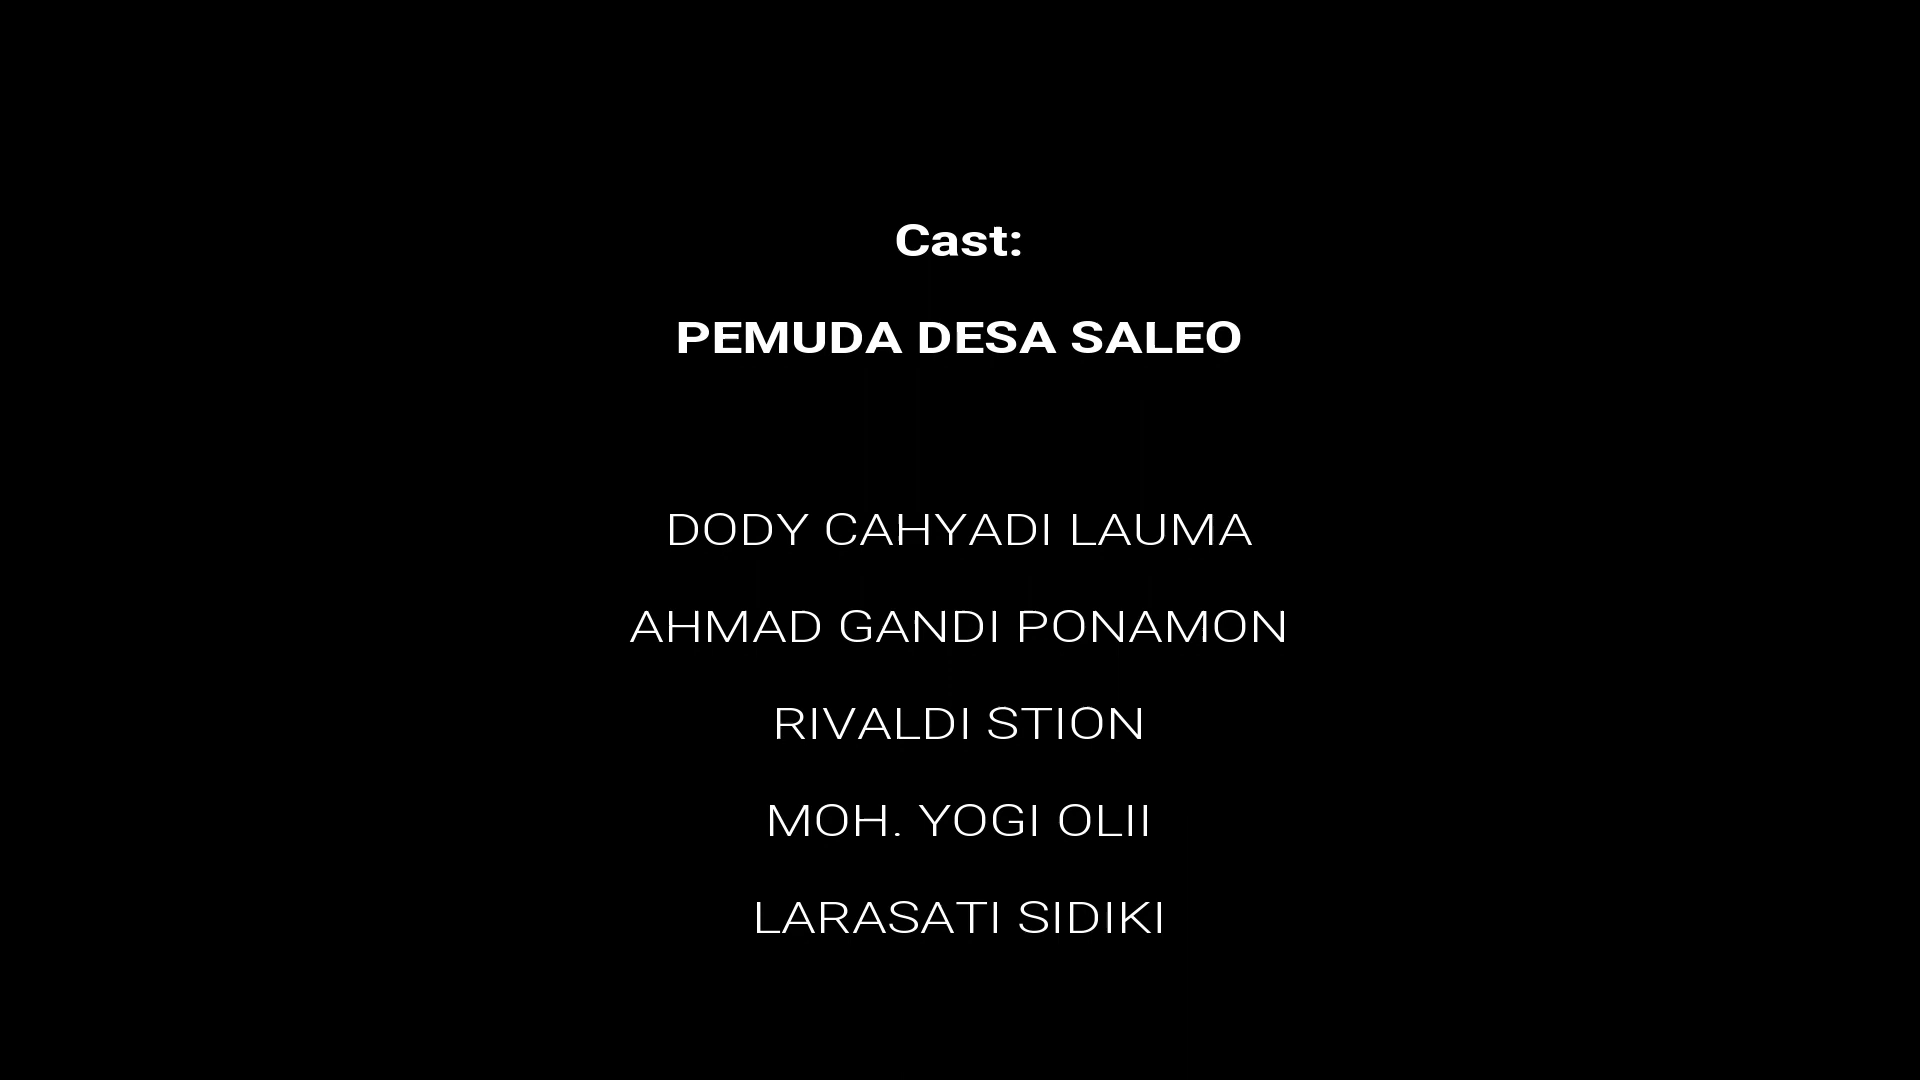 Cast:
PEMUDA DESA SALEO
DODY CAHYADI LAUMA
AHMAD GANDI PONAMON
RIVALDI STION
MOH. YOGI OLII
LARASATI SIDIKI